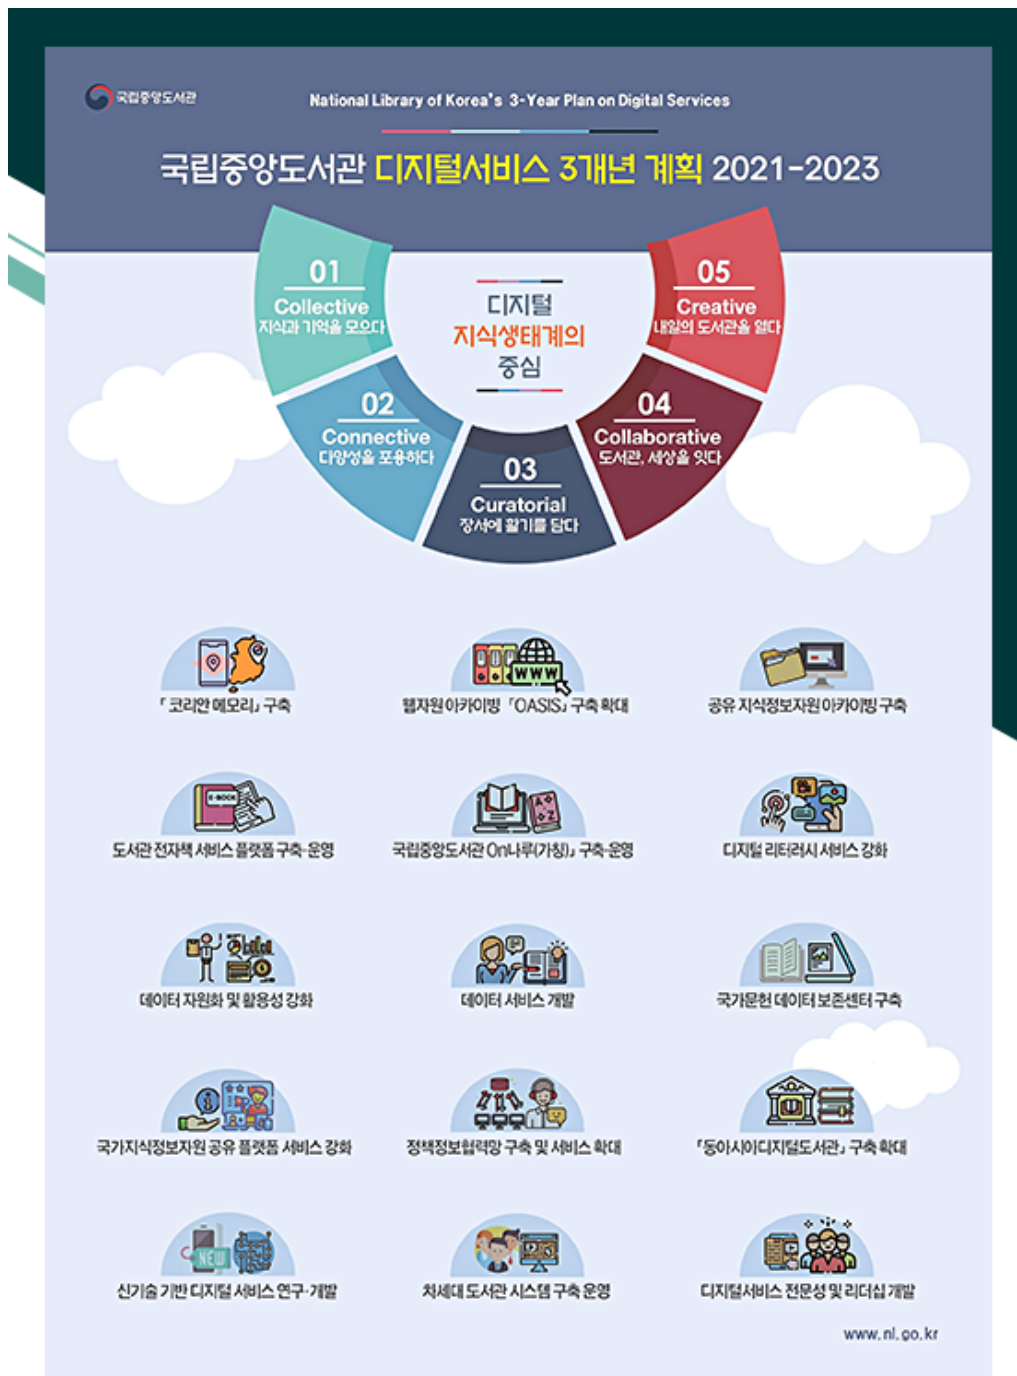 국립중앙도서관
National Library of Korea's 3-Year Plan on Digital Services
국립중앙도서관 디지털서비스 3개년 계획 2021-2023
01
Collective
지식과 기억을 모으다
02
Connective
다양성을 포용하다
03
Curatorial
장서에 활기를 담다
04
Collaborative
도서관, 세상을 잇다
05
Creative
내일의 도서관을 열다
디지털
지식생태계의
중심
「코리안 메모리」 구축
WWW
웹자원 아카이빙 「OASIS」 구축 확대
공유 지식정보자원 아카이빙 구축
E-BOOK
도서관 전자책 서비스 플랫폼 구축·운영
A
Z
국립중앙도서관 On나루(가칭)」 구축·운영
디지털 리터러시 서비스 강화
데이터 자원화 및 활용성 강화
데이터 서비스 개발
국가문헌 데이터 보존센터 구축
국가지식정보자원 공유 플랫폼 서비스 강화
정책정보협력망 구축 및 서비스 확대
「동아시아디지털도서관」 구축 확대
NEW
신기술 기반 디지털 서비스 연구·개발
차세대 도서관 시스템 구축 운영
디지털서비스 전문성 및 리더십 개발
www.nl.go.kr